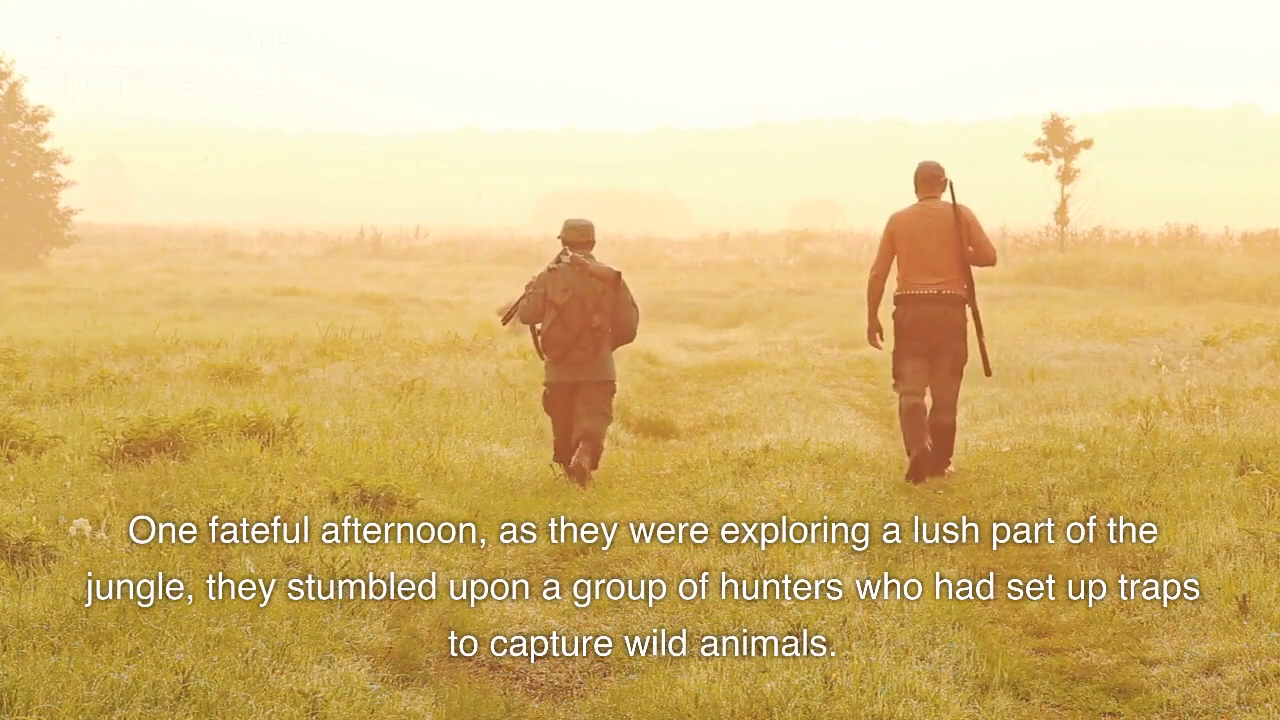 One fateful afternoon, as they were exploring a lush part of the
jungle, they stumbled upon a group of hunters who had set up traps
to capture wild animals.